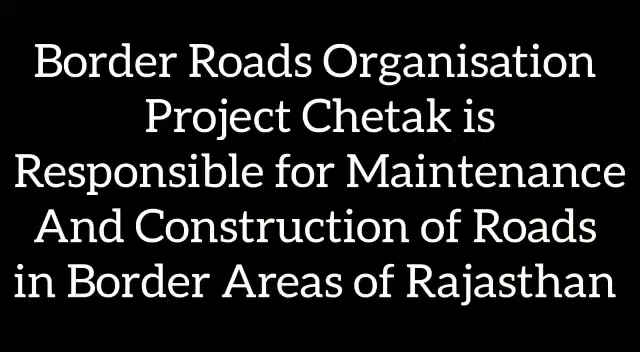 Border Roads Organisation
Project Chetak is
Responsible for Maintenance
And Construction of Roads
in Border Areas of Rajasthan